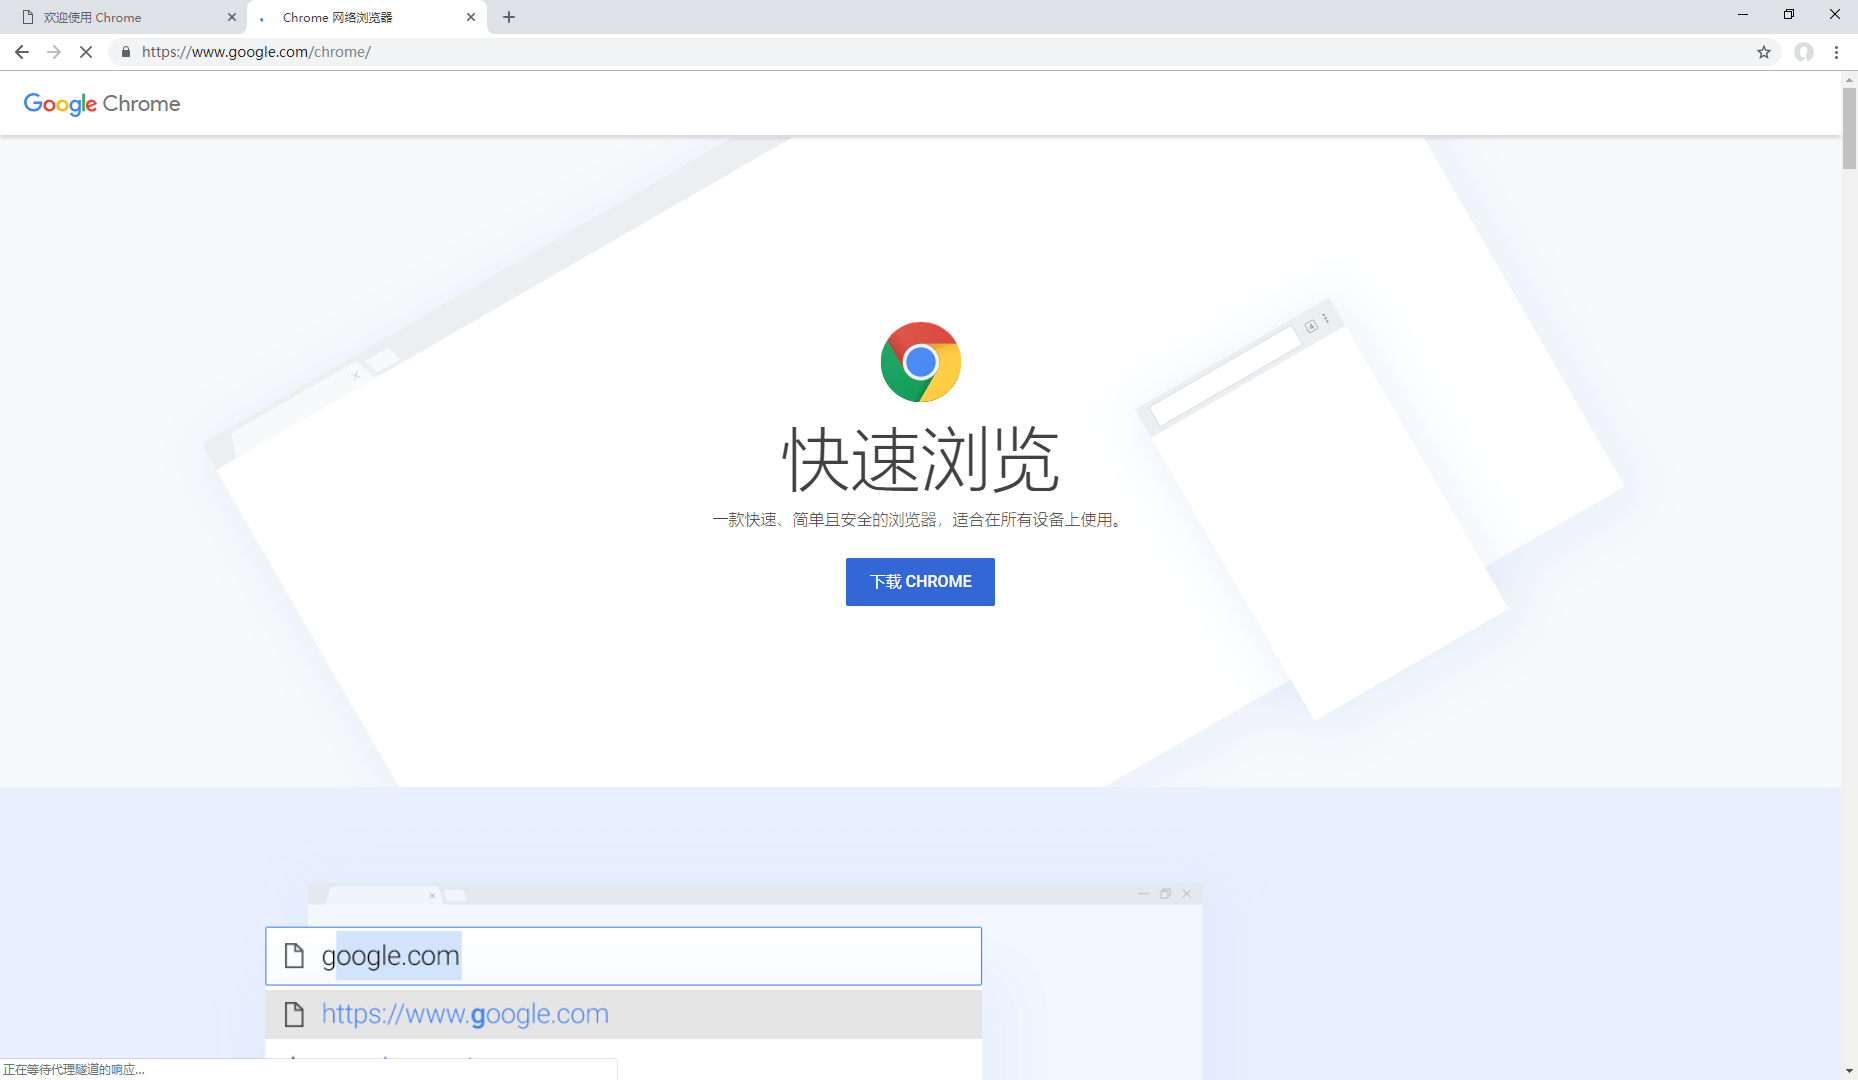 欢迎使用 Chrome
Chrome 网络浏览器
https://www.google.com/chrome/
Google Chrome
4
快速浏览
一款快速、简单且安全的浏览器，适合在所有设备上使用。
下载 CHROME
google.com
https://www.google.com
正在等待代理隧道的响应...